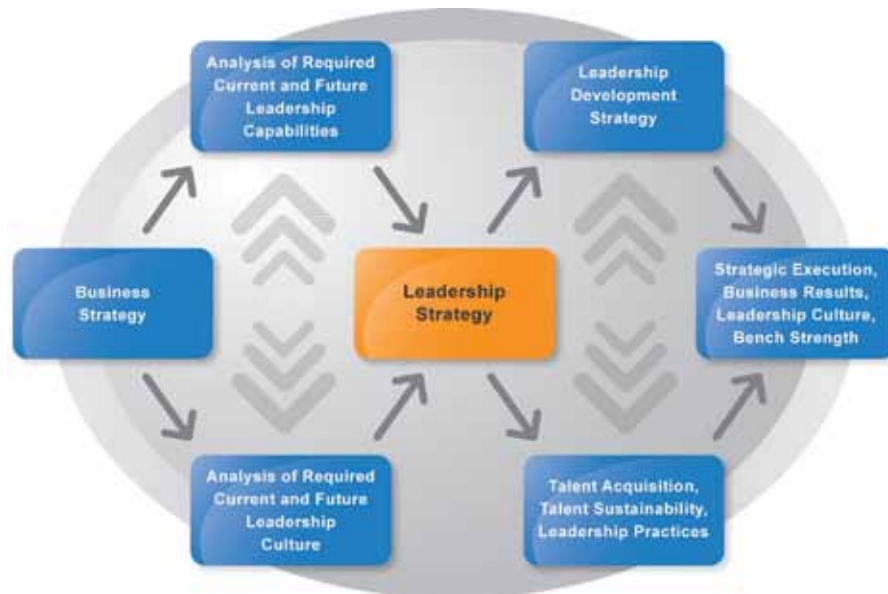 Analysis of Required
Current and Future
Leadership
Capabilities
Leadership
Development
Strategy
Business
Strategy
Leadership
Strategy
Strategic Execution,
Business Results,
Leadership Culture,
Bench Strength
Analysis of Required
Current and Future
Leadership
Culture
Talent Acquisition,
Talent Sustainability,
Leadership Practices